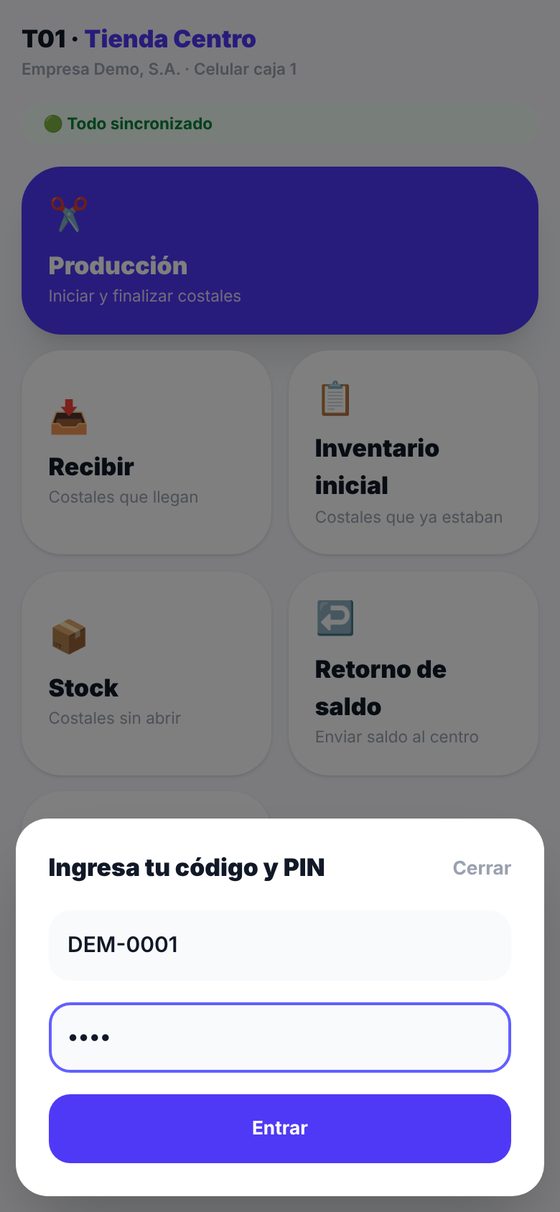 T01 · Tienda Centro
Empresa Demo, S.A. · Celular caja 1
Todo sincronizado
Producción
Iniciar y finalizar costales
Recibir
Costales que llegan
Inventario
inicial
Costales que ya estaban
Stock
Costales sin abrir
Retorno de
saldo
Enviar saldo al centro
Ingresa tu código y PIN
Cerrar
DEM-0001
••••
Entrar